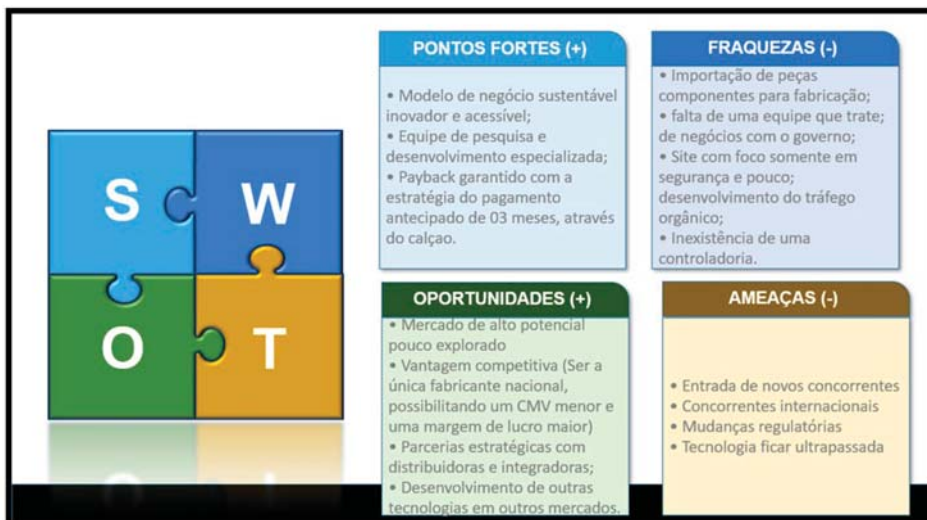 S
W
O
T
PONTOS FORTES (+)
• Modelo de negócio sustentável
inovador e acessível;
• Equipe de pesquisa e
desenvolvimento especializada;
• Payback garantido com a
estratégia do pagamento
antecipado de 03 meses, através
do calçao.
FRAQUEZAS (-)
• Importação de peças
componentes para fabricação;
• falta de uma equipe que trate;
de negócios com o governo;
• Site com foco somente em
segurança e pouco;
desenvolvimento do tráfego
orgânico;
• Inexistência de uma
controladoria.
OPORTUNIDADES (+)
• Mercado de alto potencial
pouco explorado
• Vantagem competitiva (Ser a
única fabricante nacional,
possibilitando um CMV menor e
uma margem de lucro maior)
• Parcerias estratégicas com
distribuidoras e integradoras;
• Desenvolvimento de outras
tecnologias em outros mercados.
AMEAÇAS (-)
• Entrada de novos concorrentes
• Concorrentes internacionais
• Mudanças regulatórias
• Tecnologia ficar ultrapassada